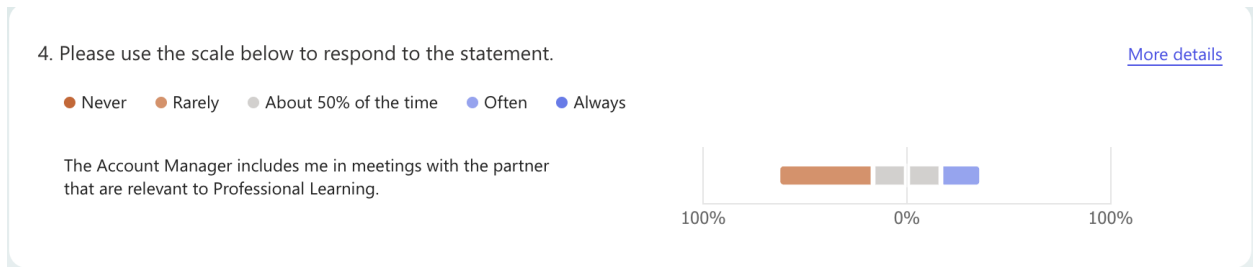 4. Please use the scale below to respond to the statement.
More details
Never Rarely About 50% of the time Often Always
The Account Manager includes me in meetings with the partner
that are relevant to Professional Learning.
100% 0% 100%